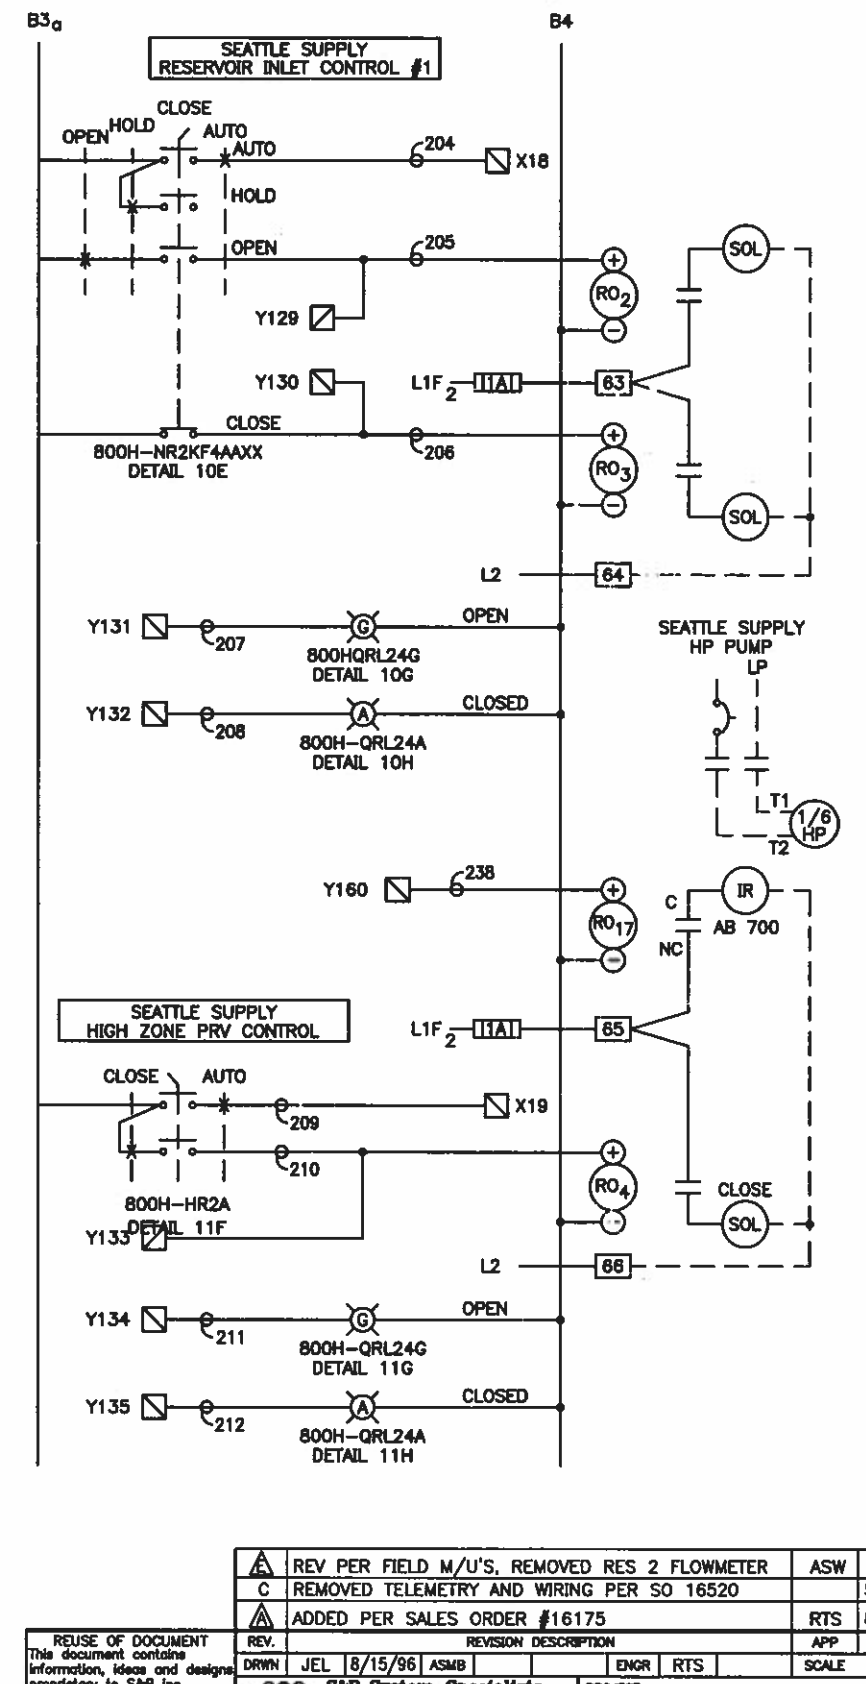 B3a
B4
SEATTLE SUPPLY
RESERVOIR INLET CONTROL #1
CLOSE
HOLD
OPEN
AUTO
AUTO
204
X18
HOLD
OPEN
205
+
SOL
RO2
Y129
−
Y130
L1F2
1A
63
CLOSE
206
+
800H-NR2KF4AAXX
DETAIL 10E
RO3
−
SOL
L2
64
Y131
207
G
OPEN
800HQRL24G
DETAIL 10G
SEATTLE SUPPLY
HP PUMP
LP
Y132
208
A
CLOSED
800H-QRL24A
DETAIL 10H
T1
1/6
HP
T2
Y160
238
+
C
IR
RO17
AB 700
NC
−
SEATTLE SUPPLY
HIGH ZONE PRV CONTROL
L1F2
1A
65
CLOSE
AUTO
209
X19
210
+
RO4
CLOSE
800H-HR2A
DETAIL 11F
−
SOL
Y133
L2
66
Y134
211
G
OPEN
800H-QRL24G
DETAIL 11G
Y135
212
A
CLOSED
800H-QRL24A
DETAIL 11H
E REV PER FIELD M/U'S, REMOVED RES 2 FLOWMETER ASW
C REMOVED TELEMETRY AND WIRING PER SO 16520
A ADDED PER SALES ORDER #16175 RTS
REV. REVISION DESCRIPTION APP
DRWN JEL 8/15/96 ASMB ENGR RTS SCALE
REUSE OF DOCUMENT
This document contains
information, ideas and designs